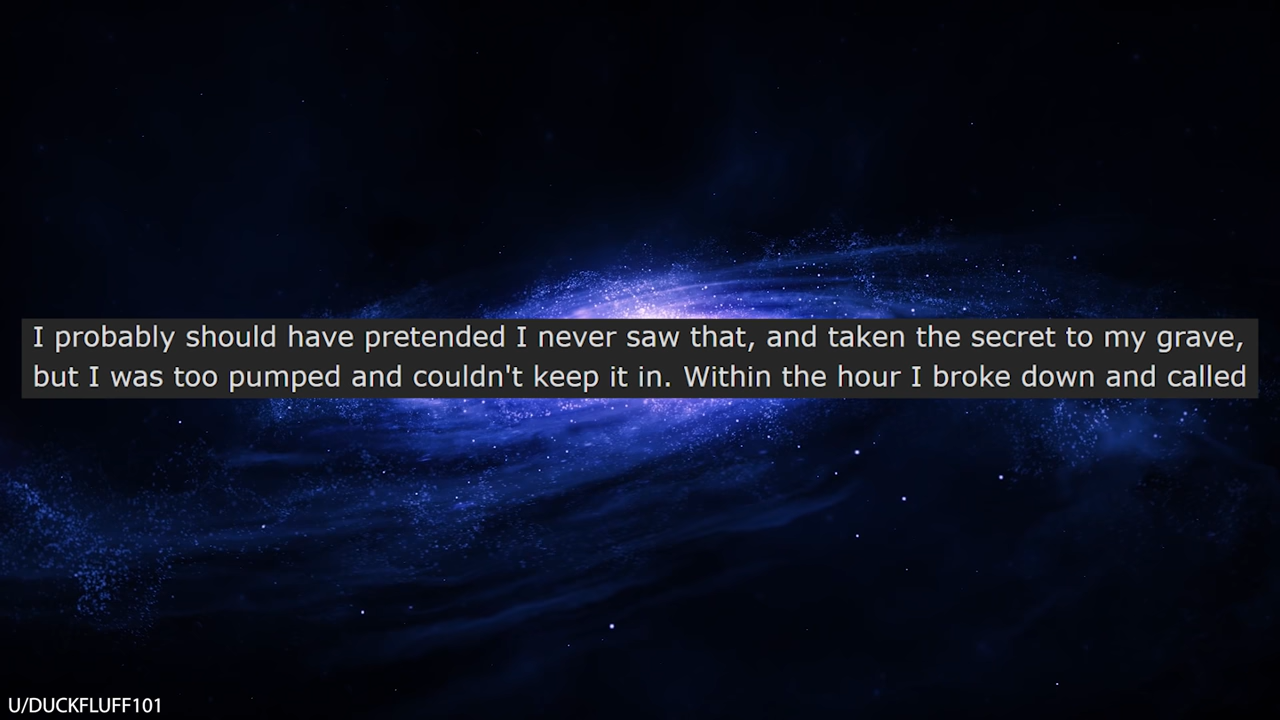 I probably should have pretended I never saw that, and taken the secret to my grave,
but I was too pumped and couldn't keep it in. Within the hour I broke down and called
U/DUCKFLUFF101